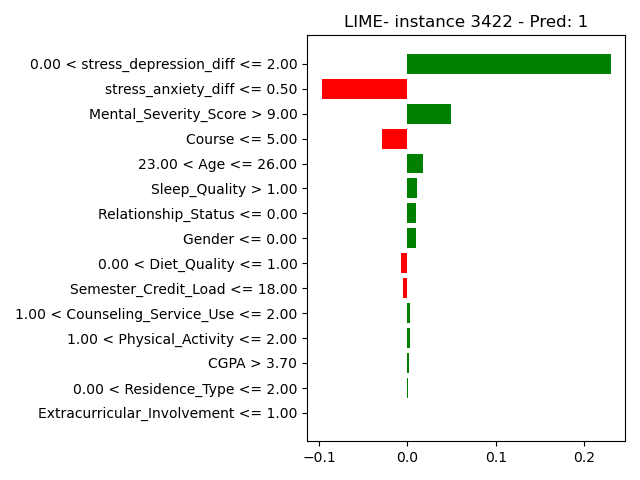 LIME- instance 3422 - Pred: 1
0.00 < stress_depression_diff <= 2.00
stress_anxiety_diff <= 0.50
Mental_Severity_Score > 9.00
Course <= 5.00
23.00 < Age <= 26.00
Sleep_Quality > 1.00
Relationship_Status <= 0.00
Gender <= 0.00
0.00 < Diet_Quality <= 1.00
Semester_Credit_Load <= 18.00
1.00 < Counseling_Service_Use <= 2.00
1.00 < Physical_Activity <= 2.00
CGPA > 3.70
0.00 < Residence_Type <= 2.00
Extracurricular_Involvement <= 1.00
−0.1 0.0 0.1 0.2